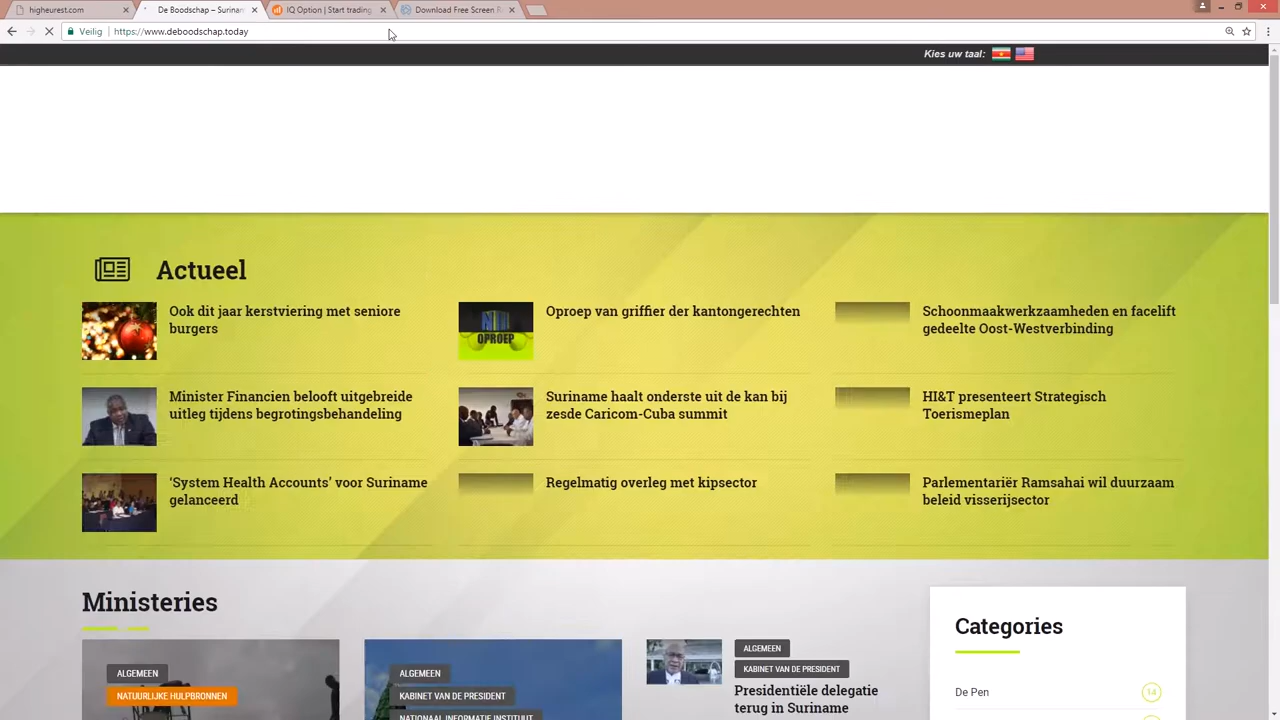 higheurest.com
De Boodschap – Surinam
IQ Option | Start trading
Download Free Screen R
Veilig
https://www.deboodschap.today
Kies uw taal:
Actueel
Ook dit jaar kerstviering met seniore
burgers
OPROEP
Oproep van griffier der kantongerechten
Schoonmaakwerkzaamheden en facelift
gedeelte Oost-Westverbinding
Minister Financien belooft uitgebreide
uitleg tijdens begrotingsbehandeling
Suriname haalt onderste uit de kan bij
zesde Caricom-Cuba summit
HI&T presenteert Strategisch
Toerismeplan
‘System Health Accounts’ voor Suriname
gelanceerd
Regelmatig overleg met kipsector
Parlementariër Ramsahai wil duurzaam
beleid visserijsector
Ministeries
ALGEMEEN
NATUURLIJKE HULPBRONNEN
ALGEMEEN
KABINET VAN DE PRESIDENT
NATIONAAL INFORMATIE INSTITUUT
ALGEMEEN
KABINET VAN DE PRESIDENT
Presidentiële delegatie
terug in Suriname
Categories
De Pen
14